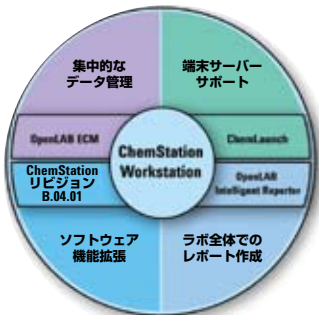 集中的な
データ管理
端末サーバー
サポート
OpenLAB ECM
ChemLaunch
ChemStation
Workstation
ChemStation
リビジョン
B.04.01
OpenLAB
Intelligent Reporter
ソフトウェア
機能拡張
ラボ全体での
レポート作成